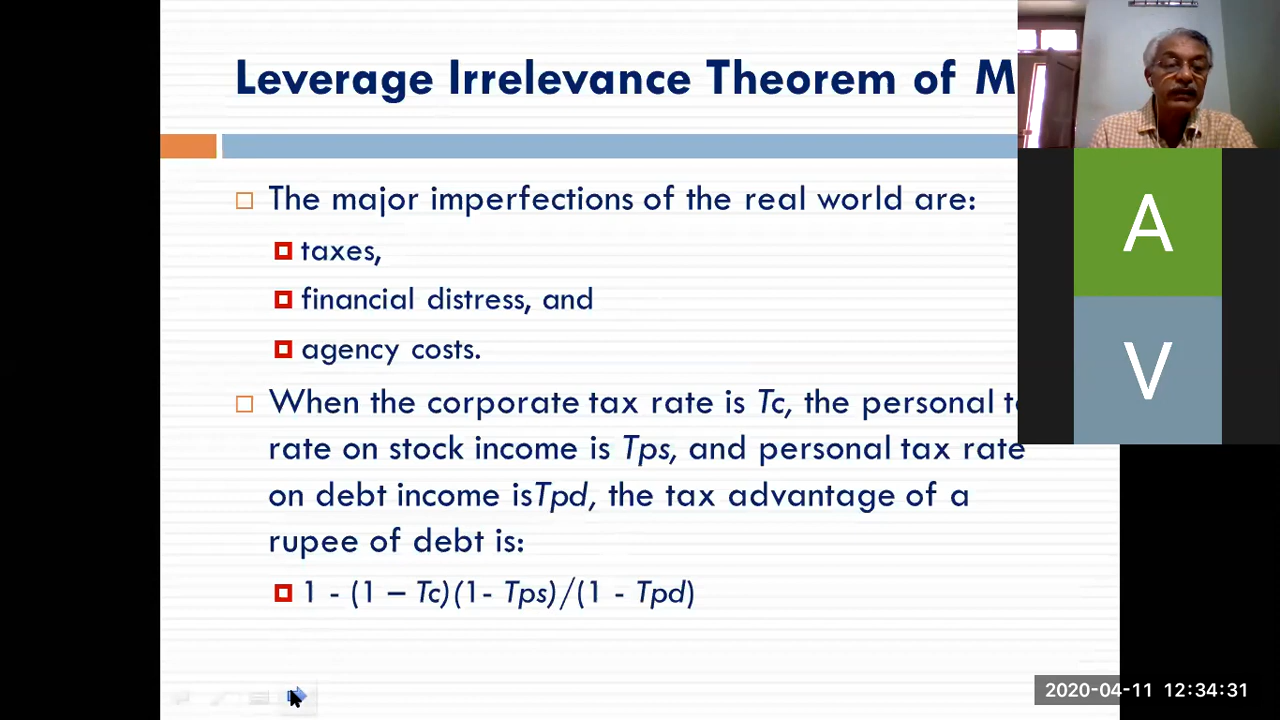 Leverage Irrelevance Theorem of M
The major imperfections of the real world are:
taxes,
financial distress, and
agency costs.
When the corporate tax rate is Tc, the personal
rate on stock income is Tps, and personal tax rate
on debt income isTpd, the tax advantage of a
rupee of debt is:
1 - (1 – Tc)(1- Tps)/(1 - Tpd)
A
V
2020-04-11 12:34:31